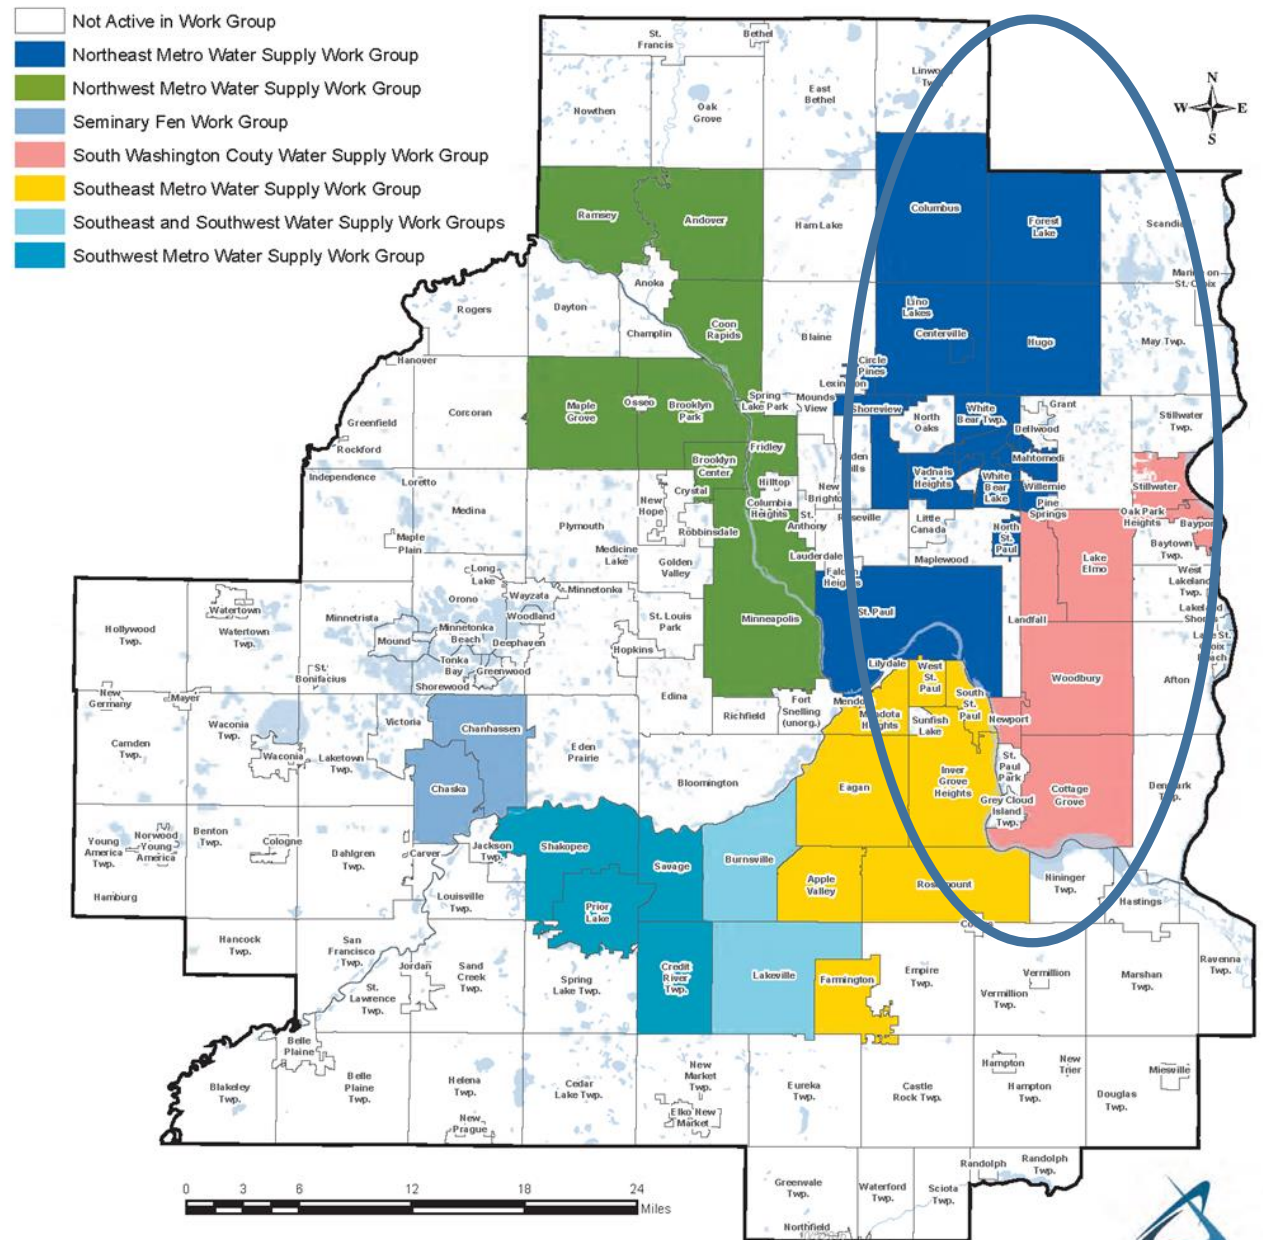 Not Active in Work Group
Northeast Metro Water Supply Work Group
Northwest Metro Water Supply Work Group
Seminary Fen Work Group
South Washington Couty Water Supply Work Group
Southeast Metro Water Supply Work Group
Southeast and Southwest Water Supply Work Groups
Southwest Metro Water Supply Work Group
N
W
E
S
St.
Francis
Bethel
Nowthen
Oak
Grove
East
Bethel
Ramsey
Andover
Ham Lake
Columbus
Forest
Lake
Anoka
Rogers
Dayton
Champlin
Coon
Rapids
Blaine
Lino
Lakes
Centerville
Hugo
May Twp.
Hanover
Circle
Pines
Lexington
Greenfield
Corcoran
Maple
Grove
Osseo
Brooklyn
Park
Spring
Lake Park
Mounds
View
Shoreview
North
Oaks
White
Bear Twp.
Grant
Dellwood
Stillwater
Twp.
Rockford
Fridley
Mahtomedi
Independence
Loretto
Brooklyn
Center
Hilltop
Vadnais
Heights
White
Bear
Lake
Willernie
Stillwater
Medina
New
Hope
Crystal
Columbia
Heights
New
St.
Anthony
Little
Canada
Pine
Springs
Oak Park
Heights
Plymouth
Robbinsdale
North
St.
Paul
Baytown
Twp.
Maple
Plain
Medicine
Lake
Golden
Valley
Lauderdale
Maplewood
Lake
Elmo
Long
Lake
Heights
West
Lakeland
Twp.
Watertown
Orono
Wayzata
Minnetonka
Woodland
St. Louis
Park
Minneapolis
St. Paul
Landfall
Hollywood
Twp.
Watertown
Twp.
Minnetrista
Mound
Minnetonka
Beach
Deephaven
Hopkins
St.
Bonifacius
Tonka
Bay
Greenwood
Shorewood
Lilydale
West
St.
Paul
Woodbury
Afton
New
Germany
Mayer
Edina
Richfield
Fort
Snelling
(unorg.)
Heights
Sunfish
Lake
South
St.
Paul
Newport
Waconia
Twp.
Victoria
Chanhassen
Camden
Twp.
Waconia
Laketown
Twp.
Eden
Prairie
Bloomington
St.
Paul
Park
Chaska
Eagan
Inver
Grove
Heights
Grey Cloud
Island
Twp.
Cottage
Grove
Twp.
Young
America
Twp.
Norwood
Young
America
Benton
Twp.
Cologne
Dahlgren
Twp.
Carver
Jackson
Twp.
Shakopee
Savage
Burnsville
Apple
Valley
Rosemount
Nininger
Twp.
Hastings
Hamburg
Louisville
Twp.
Prior
Lake
Hancock
Twp.
San
Francisco
Twp.
Jordan
Sand
Creek
Twp.
St.
Lawrence
Twp.
Spring
Lake Twp.
Credit
River
Twp.
Lakeville
Farmington
Empire
Twp.
Vermillion
Vermillion
Twp.
Marshan
Twp.
Ravenna
Twp.
Belle
Plaine
Blakeley
Twp.
Belle
Plaine
Twp.
Helena
Twp.
New
Prague
Cedar
Lake Twp.
New
Market
Twp.
Elko New
Market
Eureka
Twp.
Castle
Rock Twp.
Hampton
New
Trier
Hampton
Twp.
Miesville
Douglas
Twp.
Greenvale
Twp.
Waterford
Twp.
Sciota
Twp.
Randolph
Randolph
Twp.
Northfield
0 3 6 12 18 24
Miles